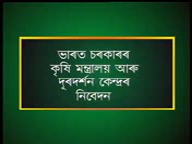 ভাৰত চৰকাৰৰ
কৃষি মন্ত্ৰালয় আৰু
দূৰদৰ্শন কেন্দ্ৰৰ
নিবেদন